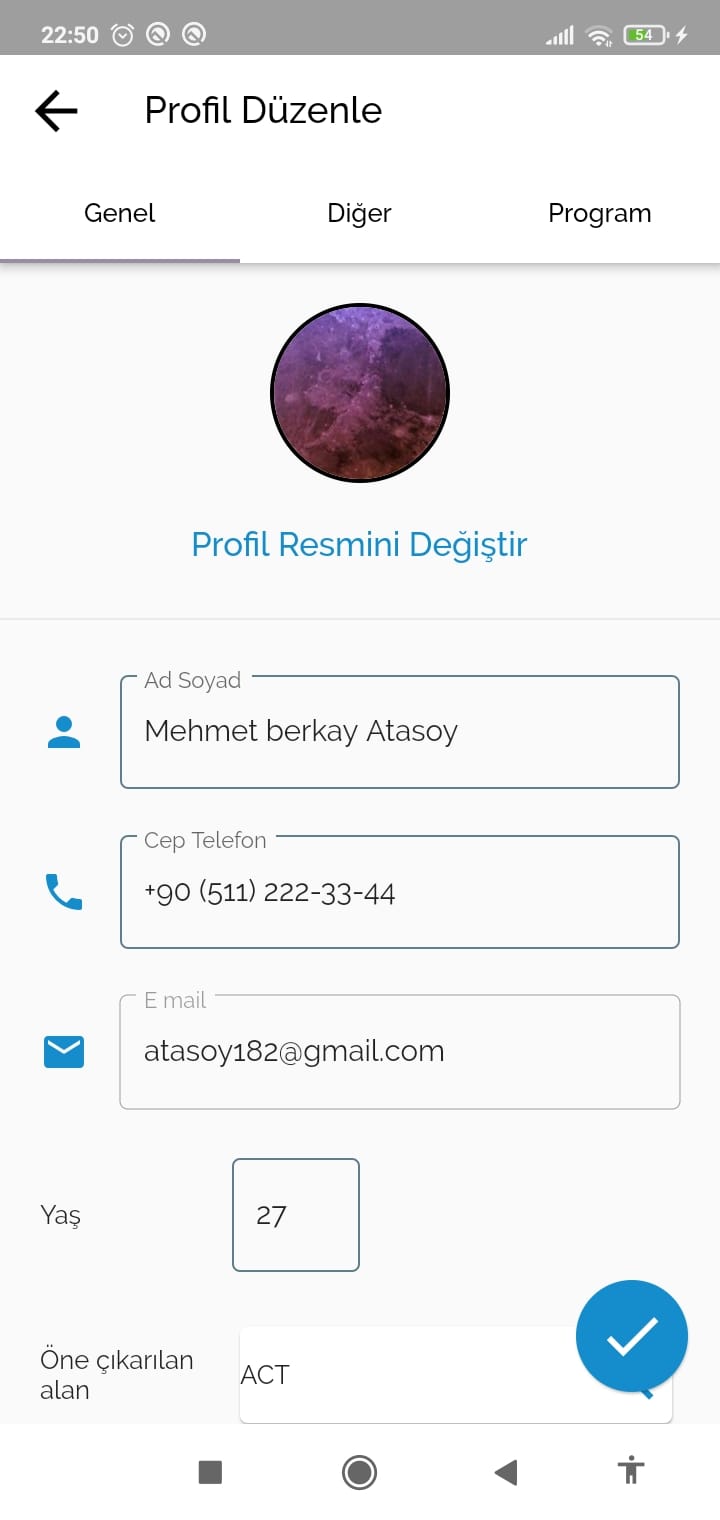 22:50
54
Profil Düzenle
Genel
Diğer
Program
Profil Resmini Değiştir
Ad Soyad
Mehmet berkay Atasoy
Cep Telefon
+90 (511) 222-33-44
E mail
atasoy182@gmail.com
Yaş
27
Öne çıkarılan
alan
ACT